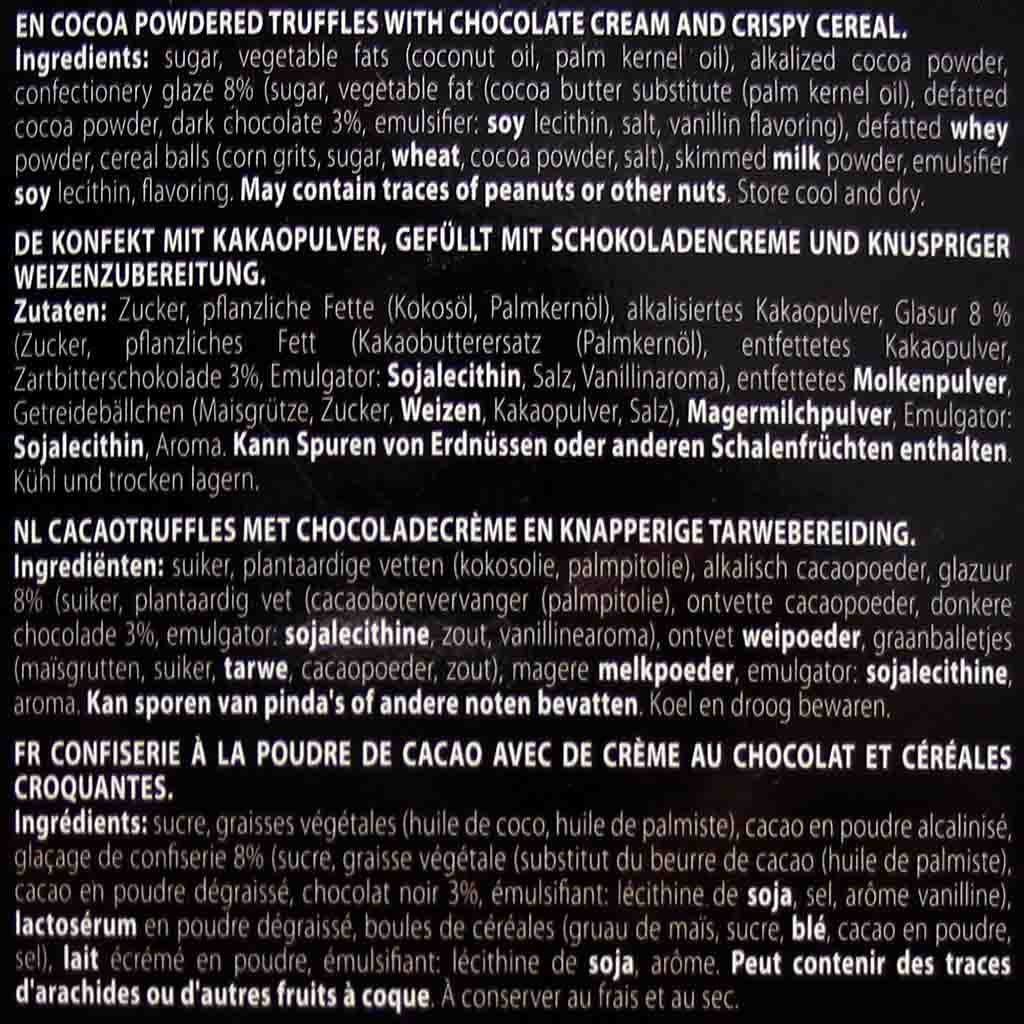 EN COCOA POWDERED TRUFFLES WITH CHOCOLATE CREAM AND CRISPY CEREAL.
Ingredients: sugar, vegetable fats (coconut oil, palm kernel oil), alkalized cocoa powder,
confectionery glaze 8% (sugar, vegetable fat (cocoa butter substitute (palm kernel oil), defatted
cocoa powder, dark chocolate 3%, emulsifier: soy lecithin, salt, vanillin flavoring), defatted whey
powder, cereal balls (corn grits, sugar, wheat, cocoa powder, salt), skimmed milk powder, emulsifier
soy lecithin, flavoring. May contain traces of peanuts or other nuts. Store cool and dry.
DE KONFEKT MIT KAKAOPULVER, GEFÜLLT MIT SCHOKOLADENCREME UND KNUSPRIGER
WEIZENZUBEREITUNG.
Zutaten: Zucker, pflanzliche Fette (Kokosöl, Palmkernöl), alkalisiertes Kakaopulver, Glasur 8 %
(Zucker, pflanzliches Fett (Kakaobutterersatz (Palmkernöl), entfettetes Kakaopulver,
Zartbitterschokolade 3%, Emulgator: Sojalecithin, Salz, Vanillinaroma), entfettetes Molkenpulver,
Getreidebällchen (Maisgrütze, Zucker, Weizen, Kakaopulver, Salz), Magermilchpulver, Emulgator:
Sojalecithin, Aroma. Kann Spuren von Erdnüssen oder anderen Schalenfrüchten enthalten.
Kühl und trocken lagern.
NL CACAOTRUFFLES MET CHOCOLADECRÈME EN KNAPPERIGE TARWEBEREIDING.
Ingrediënten: suiker, plantaardige vetten (kokosolie, palmpitolie), alkalisch cacaopoeder, glazuur
8% (suiker, plantaardig vet (cacaobotervervanger (palmpitolie), ontvette cacaopoeder, donkere
chocolade 3%, emulgator: sojalecithine, zout, vanillinearoma), ontvet weipoeder, graanballetjes
(maïsgrutten, suiker, tarwe, cacaopoeder, zout), magere melkpoeder, emulgator: sojalecithine,
aroma. Kan sporen van pinda's of andere noten bevatten. Koel en droog bewaren.
FR CONFISERIE À LA POUDRE DE CACAO AVEC DE CRÈME AU CHOCOLAT ET CÉRÉALES
CROQUANTES.
Ingrédients: sucre, graisses végétales (huile de coco, huile de palmiste), cacao en poudre alcalinisé,
glaçage de confiserie 8% (sucre, graisse végétale (substitut du beurre de cacao (huile de palmiste),
cacao en poudre dégraissé, chocolat noir 3%, émulsifiant: lécithine de soja, sel, arôme vanilline),
lactosérum en poudre dégraissé, boules de céréales (gruau de maïs, sucre, blé, cacao en poudre,
sel), lait écrémé en poudre, émulsifiant: lécithine de soja, arôme. Peut contenir des traces
d'arachides ou d'autres fruits à coque. À conserver au frais et au sec.